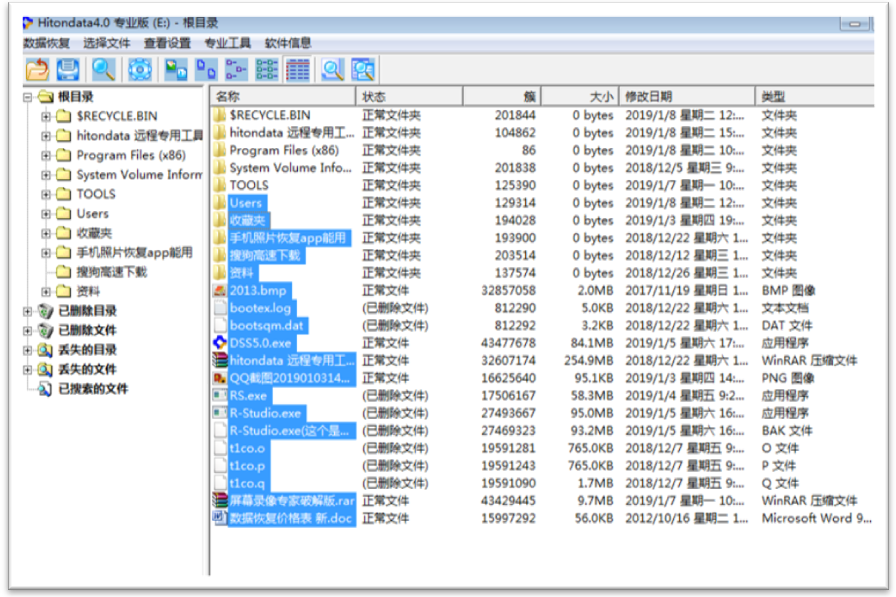 Hitondata4.0 专业版 (E:) - 根目录
数据恢复 选择文件 查看设置 专业工具 软件信息
名称 状态 簇 大小 修改日期 类型
根目录
$RECYCLE.BIN
hitondata 远程专用工具
Program Files (x86)
System Volume Inform
TOOLS
Users
收藏夹
手机照片恢复app能用
搜狗高速下载
资料
已删除目录
已删除文件
丢失的目录
丢失的文件
已搜索的文件
$RECYCLE.BIN 正常文件夹 201844 0 bytes 2019/1/8 星期二 12:... 文件夹
hitondata 远程专用工... 正常文件夹 104862 0 bytes 2019/1/8 星期二 15:... 文件夹
Program Files (x86) 正常文件夹 86 0 bytes 2019/1/8 星期二 10:... 文件夹
System Volume Info... 正常文件夹 201838 0 bytes 2018/12/5 星期三 9:... 文件夹
TOOLS 正常文件夹 125390 0 bytes 2019/1/7 星期一 10:... 文件夹
Users 正常文件夹 129314 0 bytes 2019/1/8 星期二 12:... 文件夹
收藏夹 正常文件夹 194028 0 bytes 2019/1/3 星期四 19:... 文件夹
手机照片恢复app能用 正常文件夹 193900 0 bytes 2018/12/22 星期六 1... 文件夹
搜狗高速下载 正常文件夹 203514 0 bytes 2018/12/12 星期三 1... 文件夹
资料 正常文件夹 137574 0 bytes 2018/12/26 星期三 1... 文件夹
2013.bmp 正常文件 32857058 2.0MB 2017/11/19 星期日 1... BMP 图像
bootex.log (已删除文件) 812290 5.0KB 2018/12/22 星期六 1... 文本文档
bootsqm.dat (已删除文件) 812292 3.2KB 2018/12/22 星期六 1... DAT 文件
DSS5.0.exe 正常文件 43477678 84.1MB 2019/1/5 星期六 17:... 应用程序
hitondata 远程专用工... 正常文件 32607174 254.9MB 2018/12/22 星期六 1... WinRAR 压缩文件
QQ截图2019010314... 正常文件 16625640 95.1KB 2019/1/3 星期四 14:... PNG 图像
RS.exe (已删除文件) 17506167 58.3MB 2019/1/4 星期五 9:2... 应用程序
R-Studio.exe (已删除文件) 27493667 95.0MB 2019/1/5 星期六 16:... 应用程序
R-Studio.exe(这个是... (已删除文件) 27469323 93.2MB 2019/1/5 星期六 16:... BAK 文件
t1co.o (已删除文件) 19591281 765.0KB 2018/12/7 星期五 9:... O 文件
t1co.p (已删除文件) 19591243 765.0KB 2018/12/7 星期五 9:... P 文件
t1co.q (已删除文件) 19591090 1.7MB 2018/12/7 星期五 9:... Q 文件
屏幕录像专家破解版.rar 正常文件 43429445 9.7MB 2019/1/7 星期一 10:... WinRAR 压缩文件
数据恢复价格表 新.doc 正常文件 15997292 56.0KB 2012/10/16 星期二 1... Microsoft Word 9...